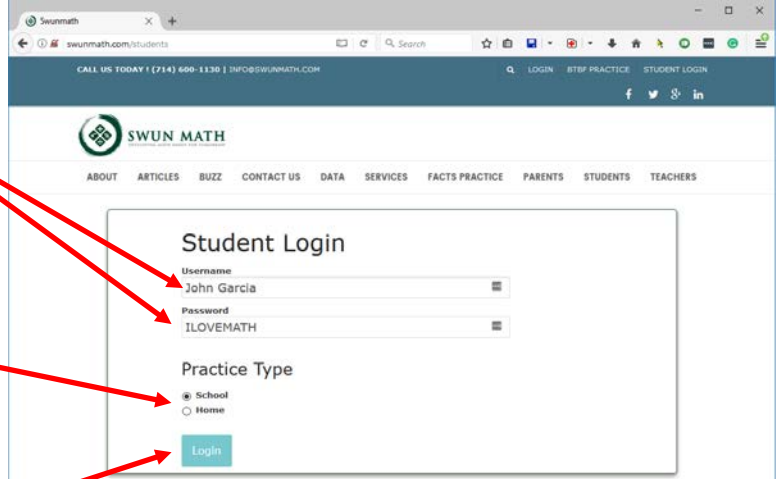 Swunmath
swunmath.com/students
Search
CALL US TODAY ! (714) 600-1130 | INFO@SWUNMATH.COM
LOGIN BTBF PRACTICE STUDENT LOGIN
SWUN MATH
ABOUT ARTICLES BUZZ CONTACT US DATA SERVICES FACTS PRACTICE PARENTS STUDENTS TEACHERS
Student Login
Username
John Garcia
Password
ILOVEMATH
Practice Type
School
Home
Login